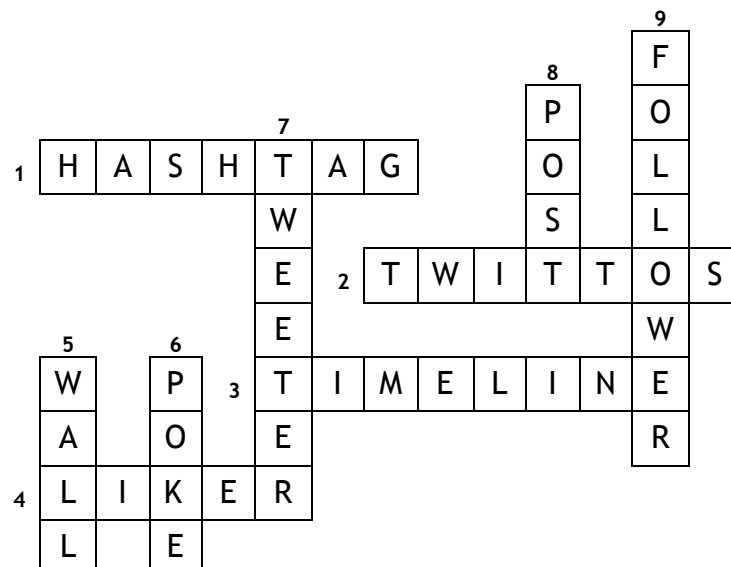 9
F
8
P O
7
1 H A S H T A G O L
W S L
E 2 T W I T T O S
E W
5 6
W P 3 T I M E L I N E
A O E R
4 L I K E R
L E